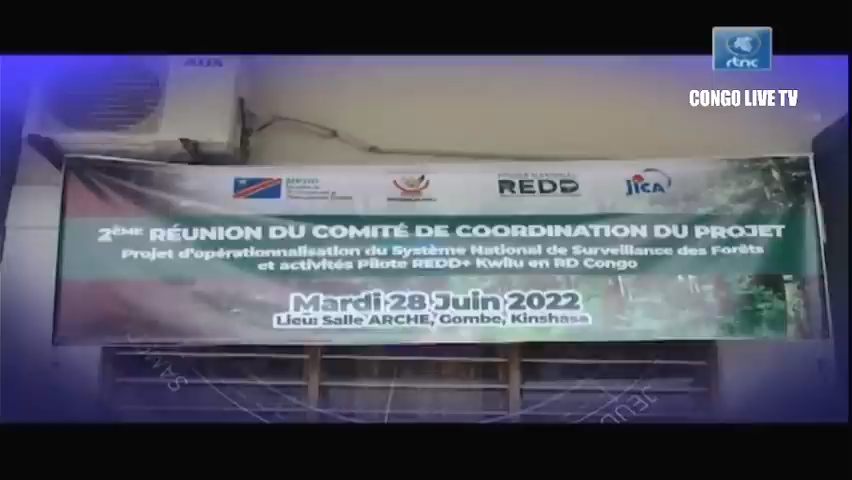 rtnc
CONGO LIVE TV
AUX
REDD
JICA
2ÈME RÉUNION DU COMITÉ DE COORDINATION DU PROJET
Projet d'opérationnalisation du Système National de Surveillance des Forêts
et activités Pilote REDD+ Kwilu en RD Congo
Mardi 28 Juin 2022
Lieu: Salle ARCHE, Gombe, Kinshasa
JEUDI